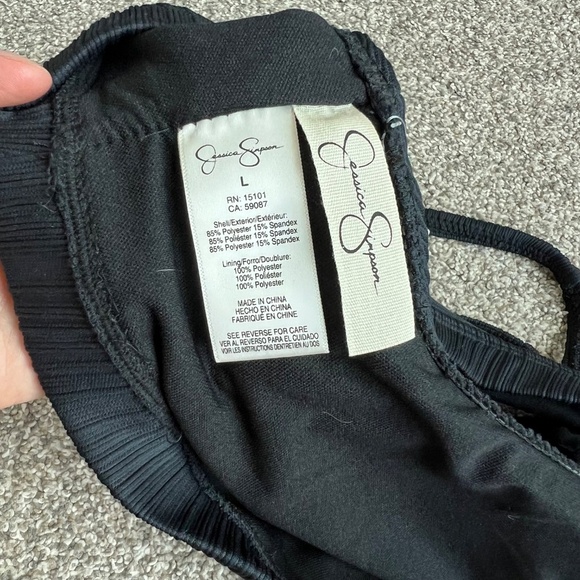 Jessica Simpson
L
RN: 15101
CA: 59087
Shell/Exterior/Extérieur:
85% Polyester 15% Spandex
85% Poliéster 15% Spandex
85% Polyester 15% Spandex
Lining/Forro/Doublure:
100% Polyester
100% Poliéster
100% Polyester
MADE IN CHINA
HECHO EN CHINA
FABRIQUÉ EN CHINE
SEE REVERSE FOR CARE
VER AL REVERSO PARA EL CUIDADO
VOIR LES INSTRUCTIONS D'ENTRETIEN AU DOS
Jessica Simpson